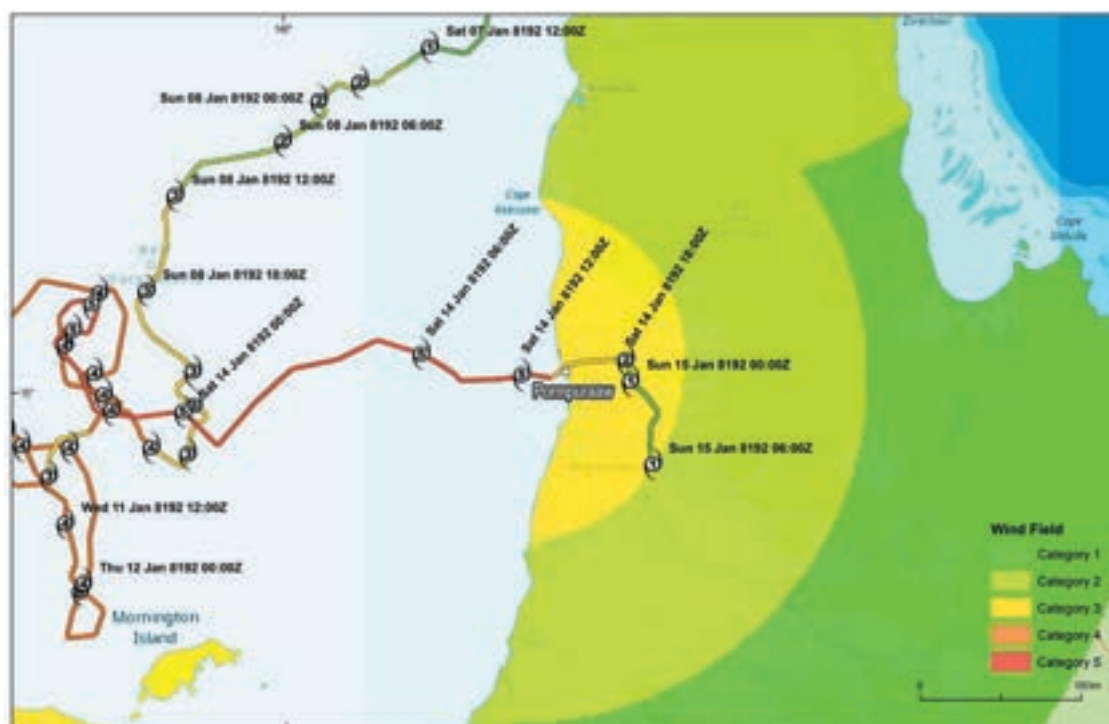 Sat 07 Jan 8192 12:00Z
Sun 08 Jan 8192 00:00Z
Sun 08 Jan 8192 06:00Z
Sun 08 Jan 8192 12:00Z
Cape
Sun 08 Jan 8192 18:00Z
Sat 14 Jan 8192 00:00Z
Sat 14 Jan 8192 06:00Z
Sat 14 Jan 8192 12:00Z
Sat 14 Jan 8192 18:00Z
Cape
Melville
Sun 15 Jan 8192 00:00Z
Pormpuraaw
Sun 15 Jan 8192 06:00Z
Wed 11 Jan 8192 12:00Z
Thu 12 Jan 8192 00:00Z
Mornington
Island
Wind Field
Category 1
Category 2
Category 3
Category 4
Category 5
0